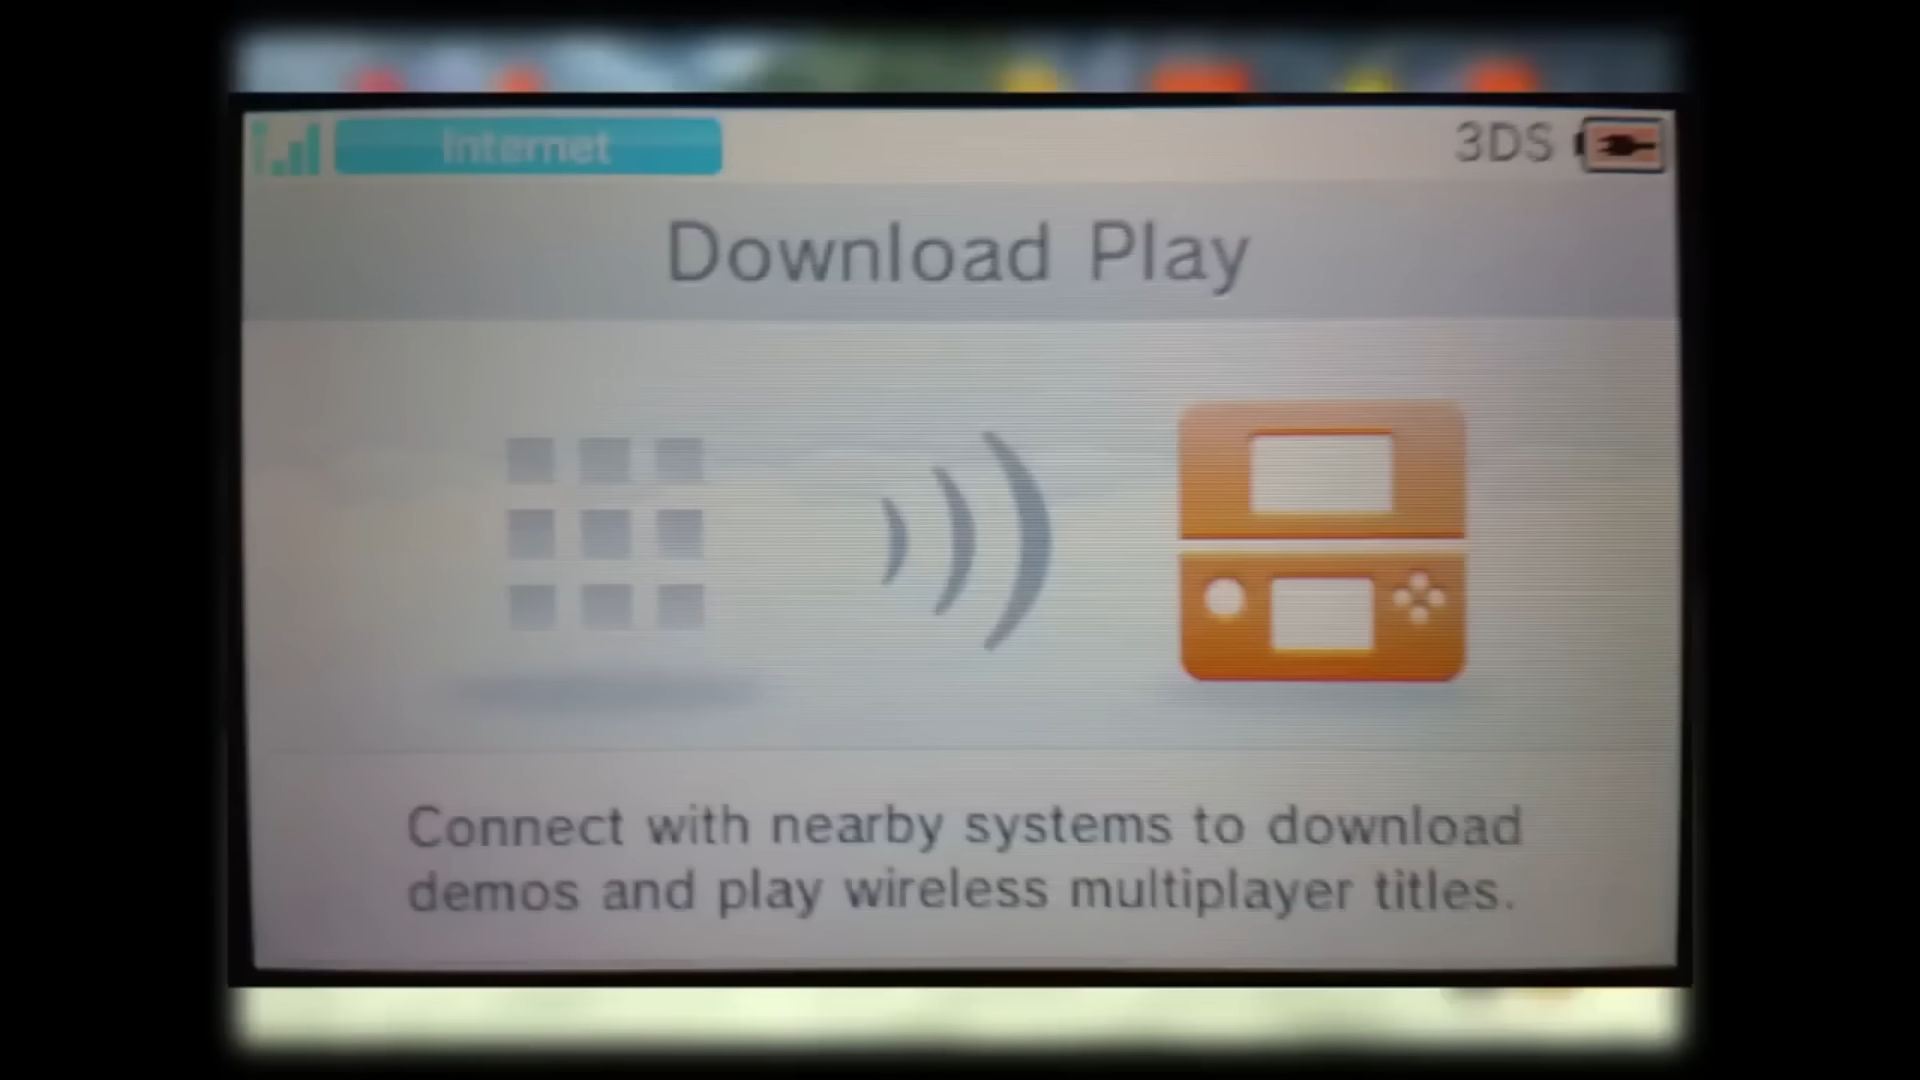 Internet
3DS
Download Play
Connect with nearby systems to download
demos and play wireless multiplayer titles.